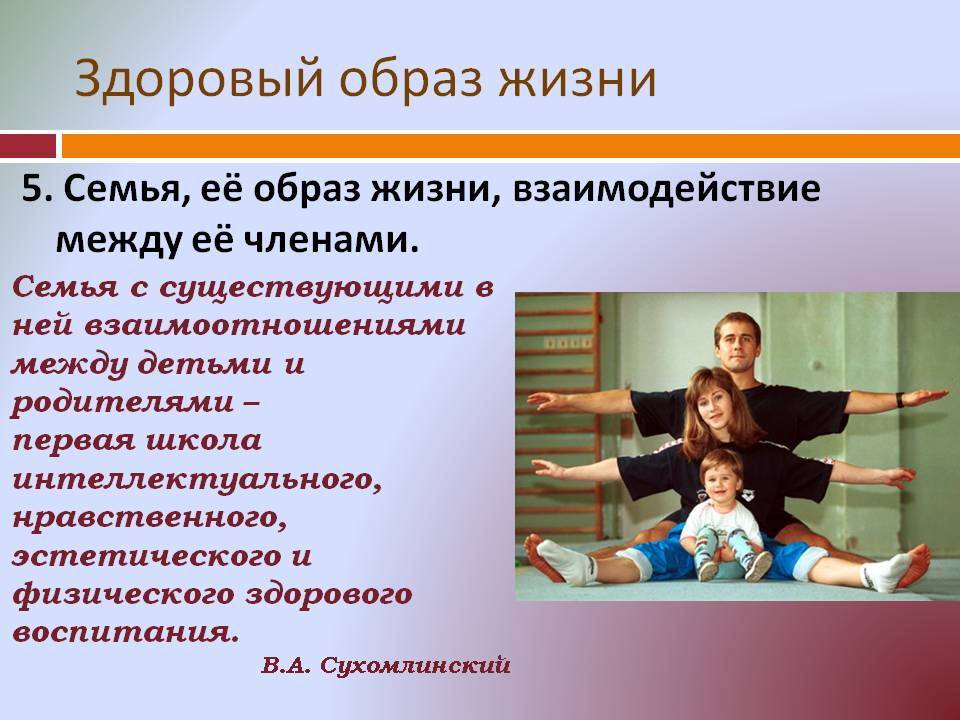 Здоровый образ жизни
5. Семья, её образ жизни, взаимодействие
между её членами.
Семья с существующими в
ней взаимоотношениями
между детьми и
родителями –
первая школа
интеллектуального,
нравственного,
эстетического и
физического здорового
воспитания.
В.А. Сухомлинский